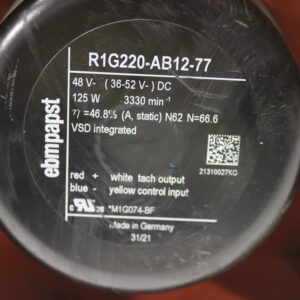 R1G220-AB12-77
ebmpapst
48 V- ( 36-52 V- ) DC
125 W 3330 min⁻¹
η =46.8% (A, static) N62 N=66.6
VSD integrated
21310027KG
red + white tach output
blue - yellow control input
*M1G074-BF
Made in Germany
31/21